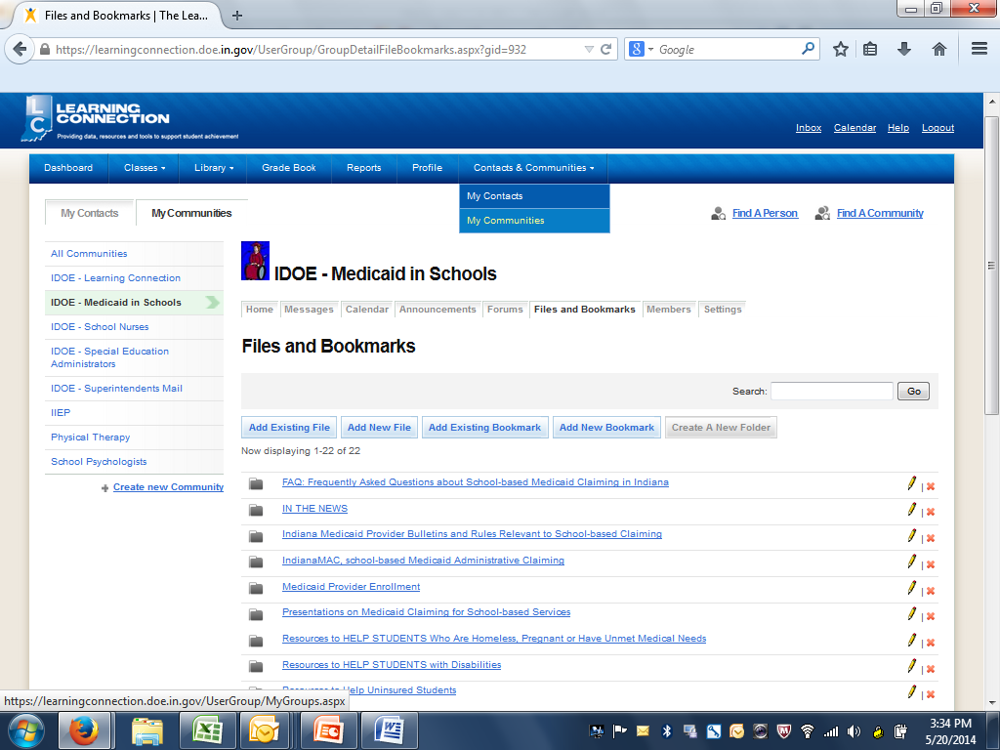 Files and Bookmarks | The Lea...
https://learningconnection.doe.in.gov/UserGroup/GroupDetailFileBookmarks.aspx?gid=932
Google
LC LEARNING CONNECTION
Providing data, resources and tools to support student achievement
Inbox Calendar Help Logout
Dashboard Classes Library Grade Book Reports Profile Contacts & Communities
My Contacts
My Communities
My Contacts My Communities
Find A Person Find A Community
All Communities
IDOE - Learning Connection
IDOE - Medicaid in Schools
IDOE - School Nurses
IDOE - Special Education
Administrators
IDOE - Superintendents Mail
IIEP
Physical Therapy
School Psychologists
Create new Community
IDOE - Medicaid in Schools
Home Messages Calendar Announcements Forums Files and Bookmarks Members Settings
Files and Bookmarks
Search: Go
Add Existing File Add New File Add Existing Bookmark Add New Bookmark Create A New Folder
Now displaying 1-22 of 22
FAQ: Frequently Asked Questions about School-based Medicaid Claiming in Indiana
IN THE NEWS
Indiana Medicaid Provider Bulletins and Rules Relevant to School-based Claiming
IndianaMAC, school-based Medicaid Administrative Claiming
Medicaid Provider Enrollment
Presentations on Medicaid Claiming for School-based Services
Resources to HELP STUDENTS Who Are Homeless, Pregnant or Have Unmet Medical Needs
Resources to HELP STUDENTS with Disabilities
Resources to Help Uninsured Students
https://learningconnection.doe.in.gov/UserGroup/MyGroups.aspx
3:34 PM
5/20/2014